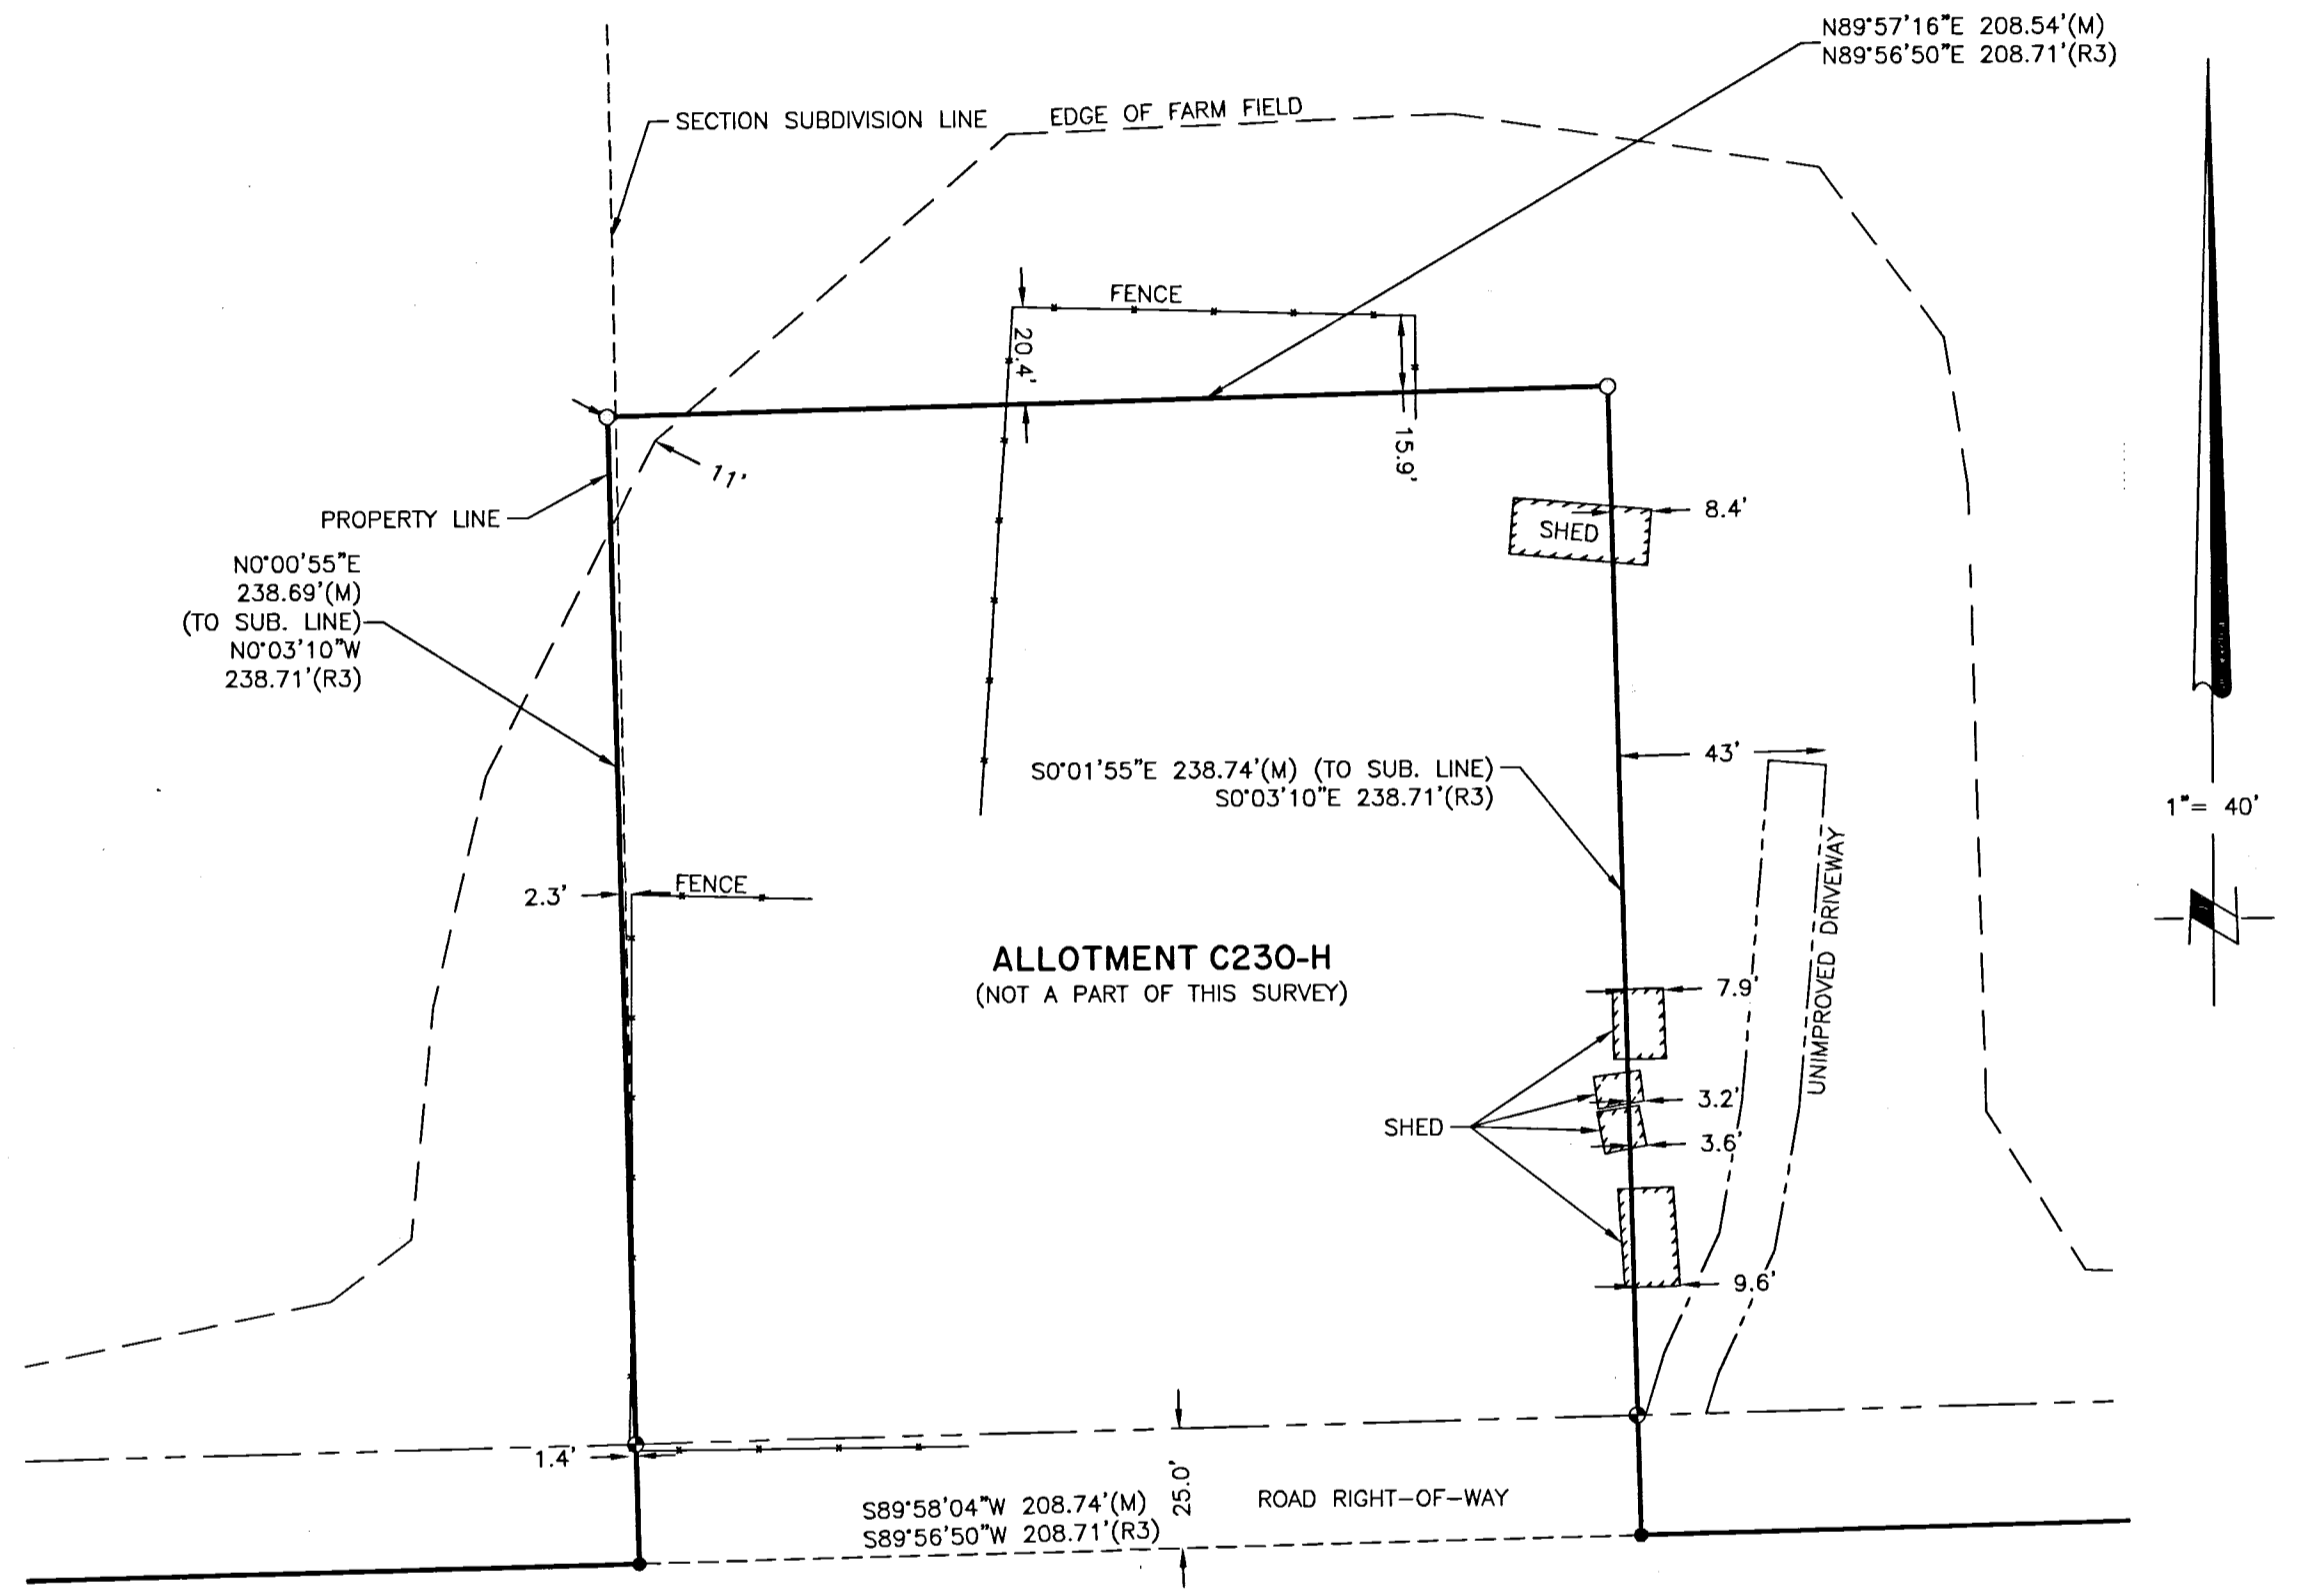 N89°57'16"E 208.54'(M)
N89°56'50"E 208.71'(R3)
SECTION SUBDIVISION LINE
EDGE OF FARM FIELD
FENCE
20.4'
15.9'
11'
PROPERTY LINE
8.4'
SHED
N0°00'55"E
238.69'(M)
(TO SUB. LINE)
N0°03'10"W
238.71'(R3)
43'
S0°01'55"E 238.74'(M) (TO SUB. LINE)
S0°03'10"E 238.71'(R3)
1"= 40'
UNIMPROVED DRIVEWAY
2.3'
FENCE
ALLOTMENT C230-H
(NOT A PART OF THIS SURVEY)
7.9'
3.2'
SHED
3.6'
9.6'
1.4'
25.0'
S89°58'04"W 208.74'(M)
S89°56'50"W 208.71'(R3)
ROAD RIGHT-OF-WAY
N